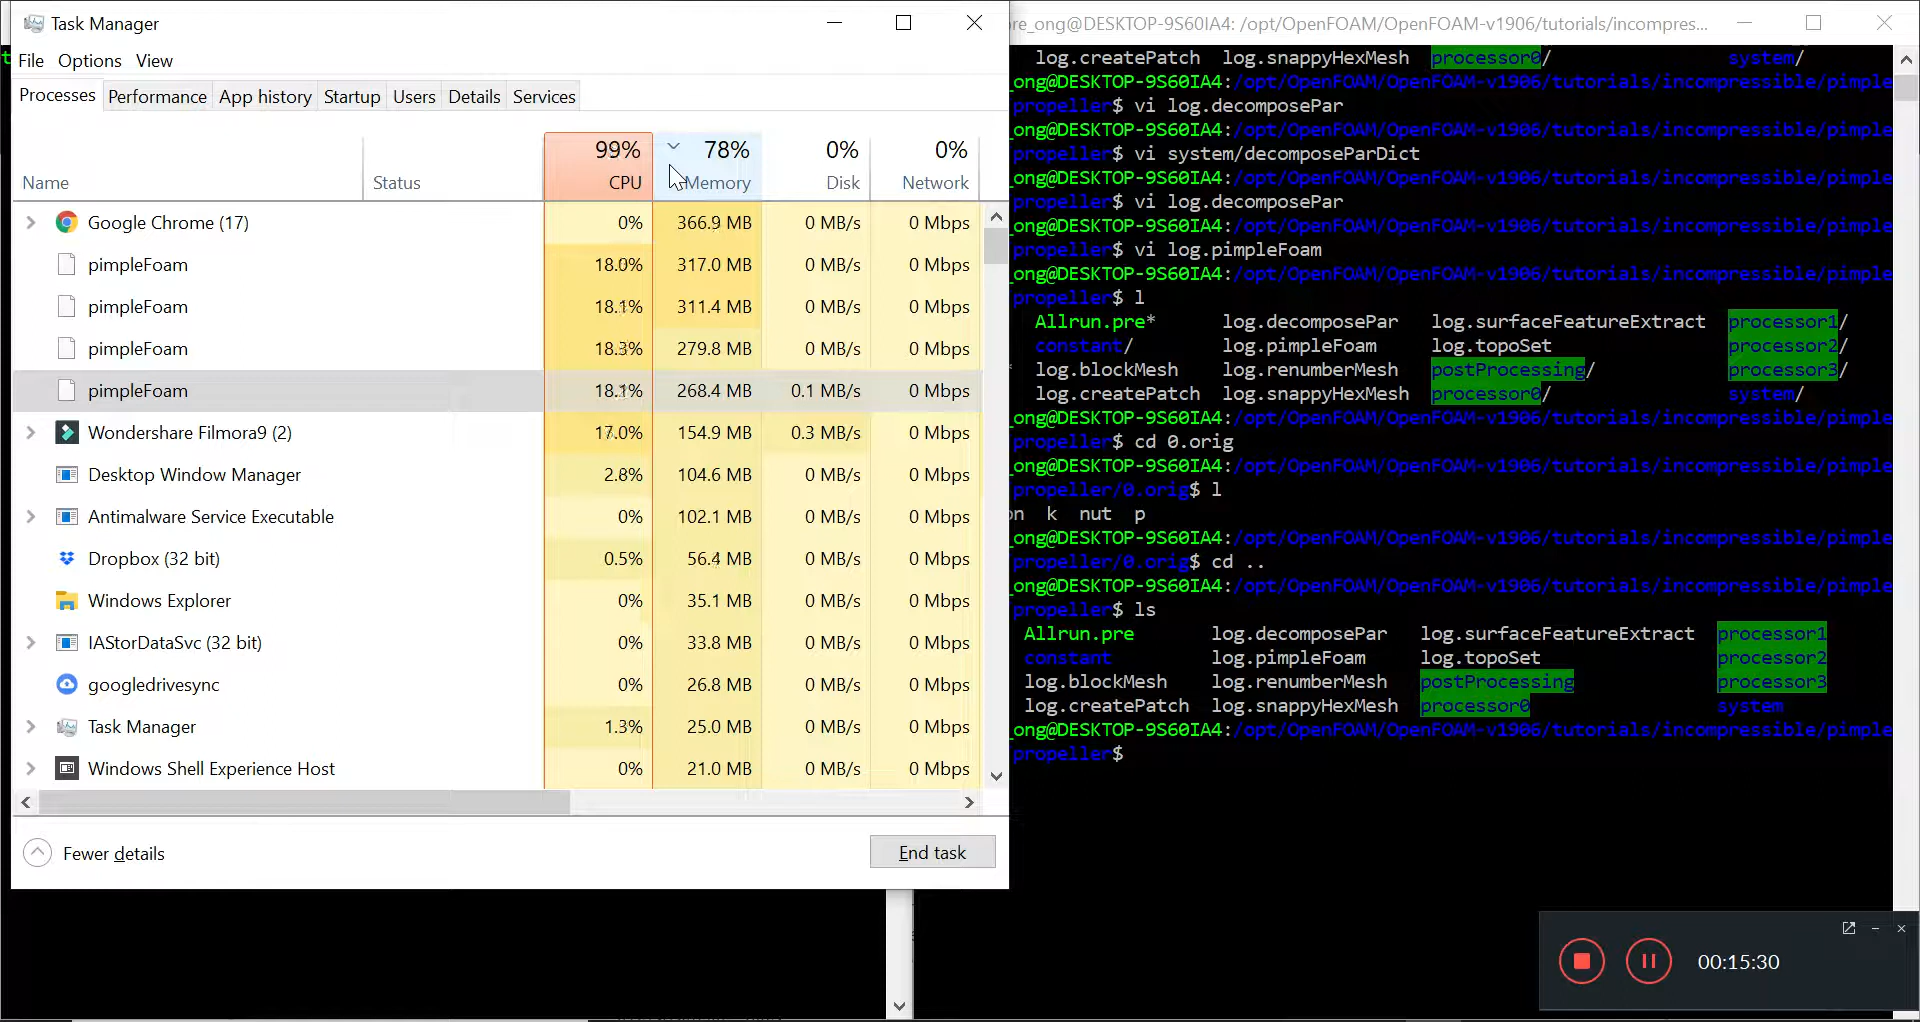 Task Manager
File Options View
Processes Performance App history Startup Users Details Services
99% 78% 0% 0%
Name Status CPU Memory Disk Network
Google Chrome (17) 0% 366.9 MB 0 MB/s 0 Mbps
pimpleFoam 18.0% 317.0 MB 0 MB/s 0 Mbps
pimpleFoam 18.1% 311.4 MB 0 MB/s 0 Mbps
pimpleFoam 18.3% 279.8 MB 0 MB/s 0 Mbps
pimpleFoam 18.1% 268.4 MB 0.1 MB/s 0 Mbps
Wondershare Filmora9 (2) 17.0% 154.9 MB 0.3 MB/s 0 Mbps
Desktop Window Manager 2.8% 104.6 MB 0 MB/s 0 Mbps
Antimalware Service Executable 0% 102.1 MB 0 MB/s 0 Mbps
Dropbox (32 bit) 0.5% 56.4 MB 0 MB/s 0 Mbps
Windows Explorer 0% 35.1 MB 0 MB/s 0 Mbps
IAStorDataSvc (32 bit) 0% 33.8 MB 0 MB/s 0 Mbps
googledrivesync 0% 26.8 MB 0 MB/s 0 Mbps
Task Manager 1.3% 25.0 MB 0 MB/s 0 Mbps
Windows Shell Experience Host 0% 21.0 MB 0 MB/s 0 Mbps
Fewer details End task
re_ong@DESKTOP-9S60IA4: /opt/OpenFOAM/OpenFOAM-v1906/tutorials/incompress...
log.createPatch log.snappyHexMesh processor0/ system/
_ong@DESKTOP-9S60IA4:/opt/OpenFOAM/OpenFOAM-v1906/tutorials/incompressible/pimple
propeller$ vi log.decomposePar
_ong@DESKTOP-9S60IA4:/opt/OpenFOAM/OpenFOAM-v1906/tutorials/incompressible/pimple
propeller$ vi system/decomposeParDict
_ong@DESKTOP-9S60IA4:/opt/OpenFOAM/OpenFOAM-v1906/tutorials/incompressible/pimple
propeller$ vi log.decomposePar
_ong@DESKTOP-9S60IA4:/opt/OpenFOAM/OpenFOAM-v1906/tutorials/incompressible/pimple
propeller$ vi log.pimpleFoam
_ong@DESKTOP-9S60IA4:/opt/OpenFOAM/OpenFOAM-v1906/tutorials/incompressible/pimple
propeller$ l
Allrun.pre* log.decomposePar log.surfaceFeatureExtract processor1/
constant/ log.pimpleFoam log.topoSet processor2/
log.blockMesh log.renumberMesh postProcessing/ processor3/
log.createPatch log.snappyHexMesh processor0/ system/
_ong@DESKTOP-9S60IA4:/opt/OpenFOAM/OpenFOAM-v1906/tutorials/incompressible/pimple
propeller$ cd 0.orig
_ong@DESKTOP-9S60IA4:/opt/OpenFOAM/OpenFOAM-v1906/tutorials/incompressible/pimple
propeller/0.orig$ l
on k nut p
_ong@DESKTOP-9S60IA4:/opt/OpenFOAM/OpenFOAM-v1906/tutorials/incompressible/pimple
propeller/0.orig$ cd ..
_ong@DESKTOP-9S60IA4:/opt/OpenFOAM/OpenFOAM-v1906/tutorials/incompressible/pimple
propeller$ ls
Allrun.pre log.decomposePar log.surfaceFeatureExtract processor1
constant log.pimpleFoam log.topoSet processor2
log.blockMesh log.renumberMesh postProcessing processor3
log.createPatch log.snappyHexMesh processor0 system
_ong@DESKTOP-9S60IA4:/opt/OpenFOAM/OpenFOAM-v1906/tutorials/incompressible/pimple
propeller$
00:15:30